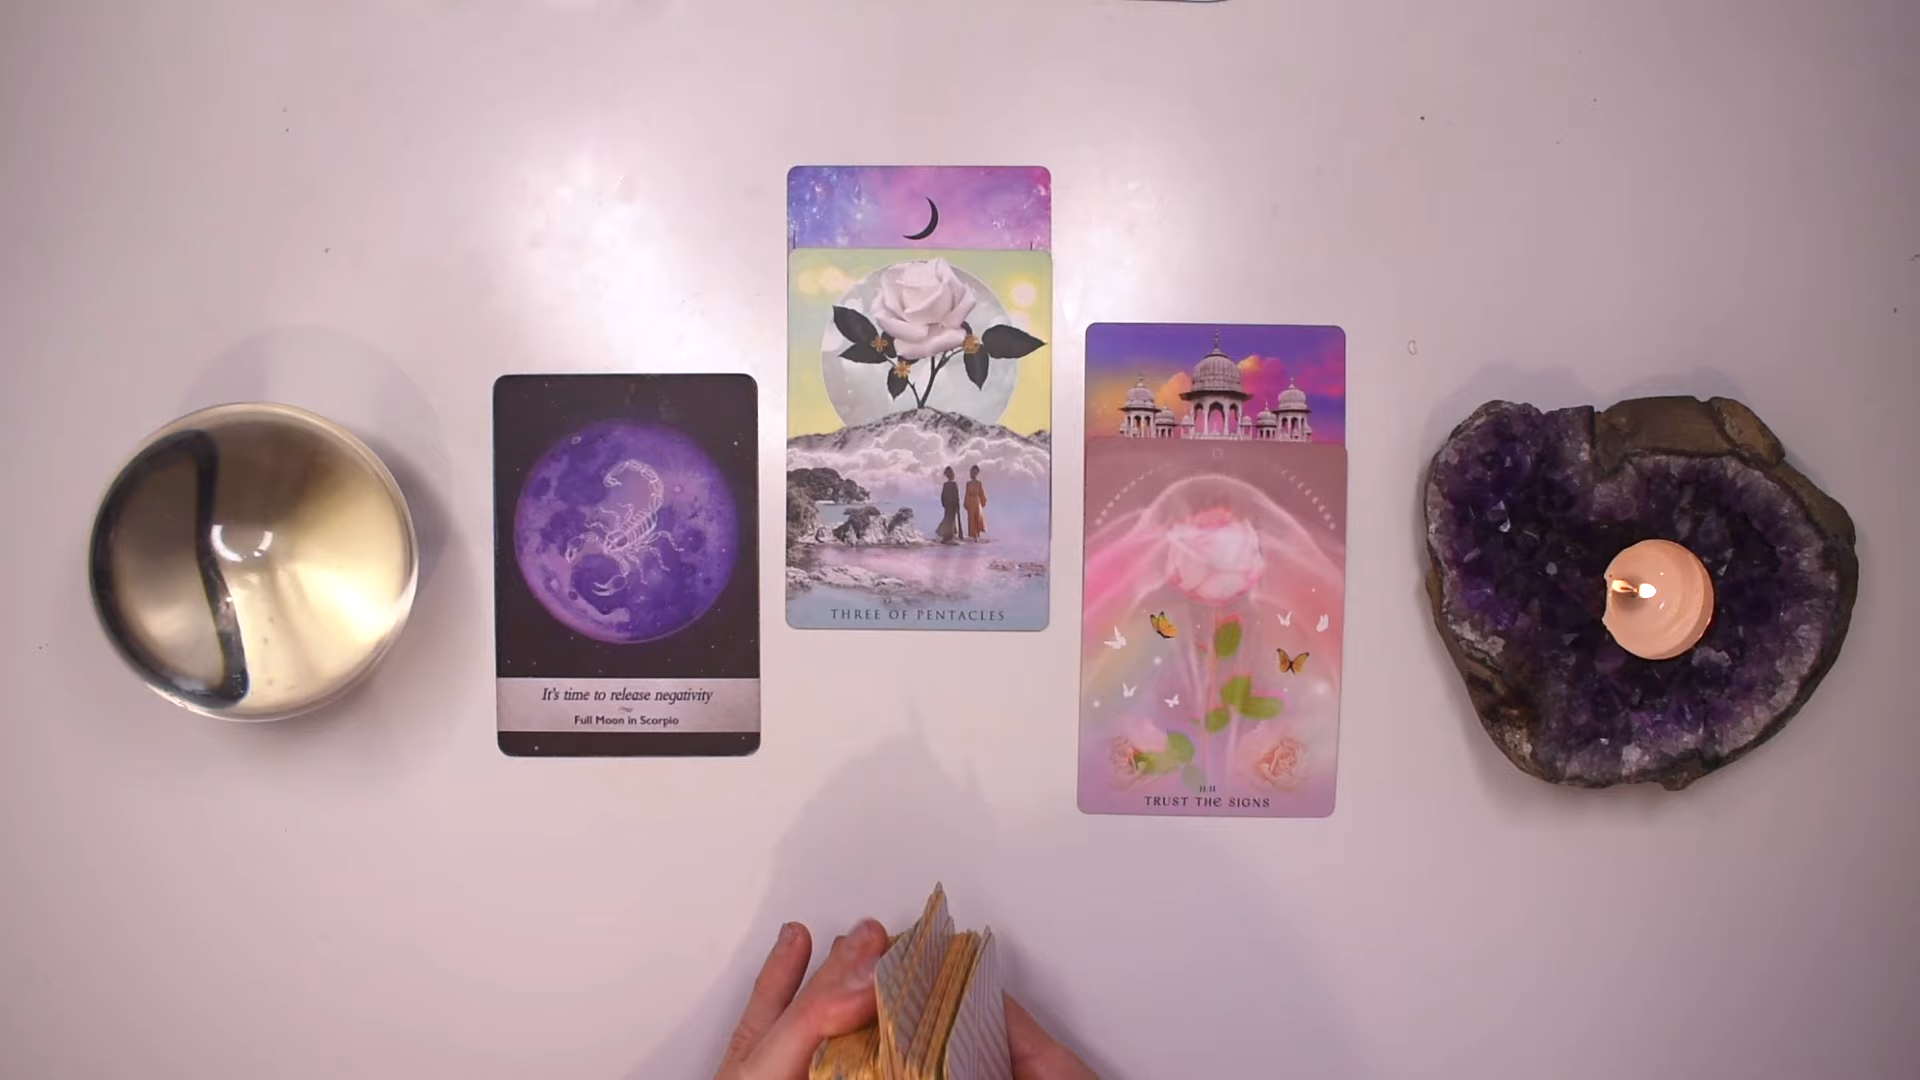 It's time to release negativity
Full Moon in Scorpio
THREE OF PENTACLES
11:11
TRUST THE SIGNS